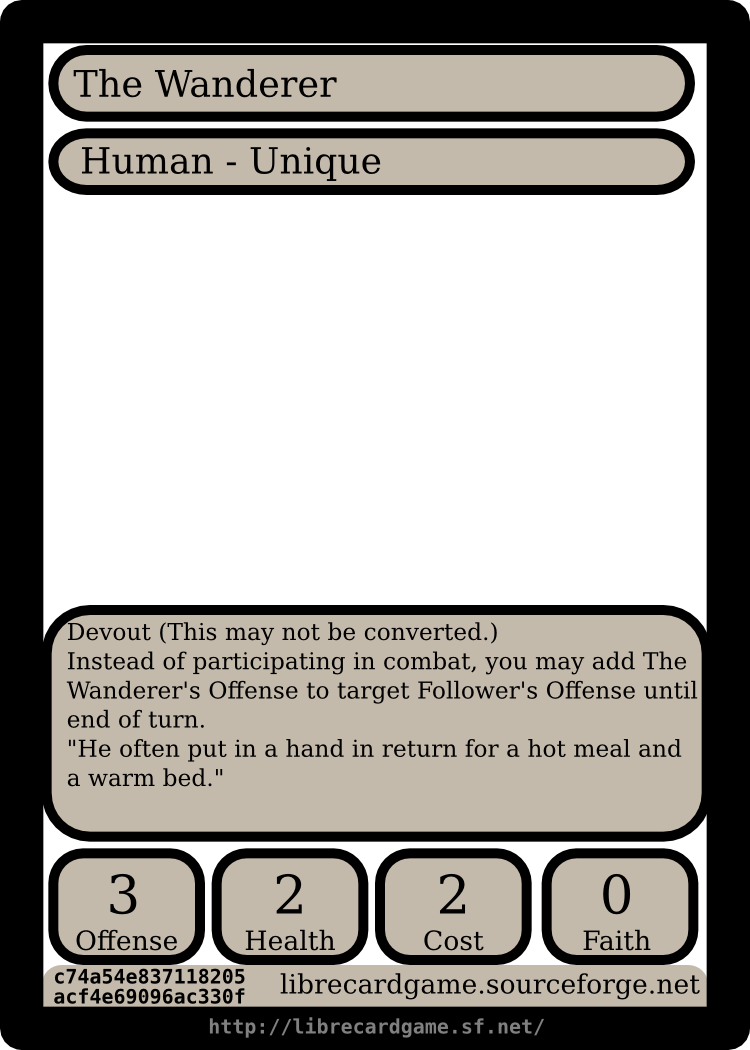 The Wanderer
Human - Unique
Devout (This may not be converted.)
Instead of participating in combat, you may add The
Wanderer's Offense to target Follower's Offense until
end of turn.
"He often put in a hand in return for a hot meal and
a warm bed."
3 2 2 0
Offense Health Cost Faith
c74a54e837118205
acf4e69096ac330f
librecardgame.sourceforge.net
http://librecardgame.sf.net/